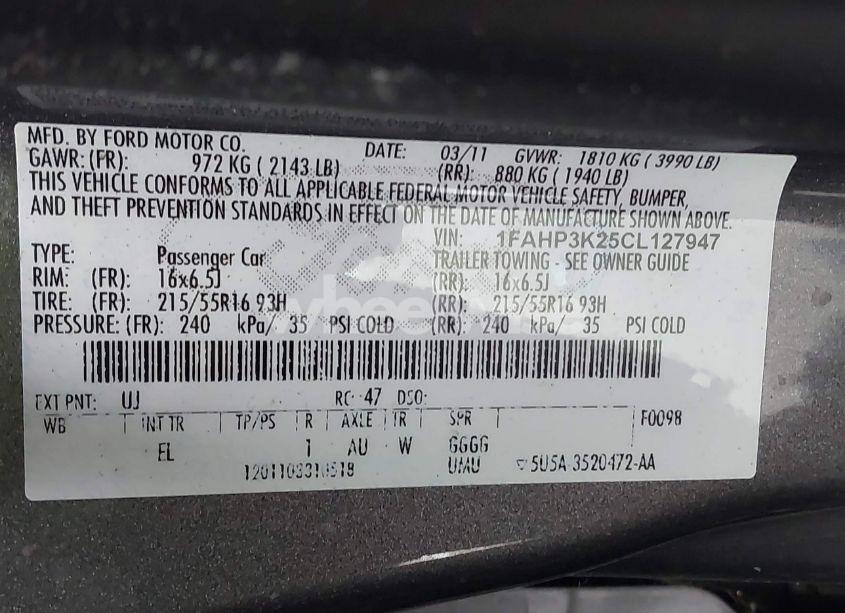 MFD. BY FORD MOTOR CO. DATE: 03/11 GVWR: 1810 KG ( 3990 LB)
GAWR: (FR): 972 KG ( 2143 LB) (RR): 880 KG ( 1940 LB)
THIS VEHICLE CONFORMS TO ALL APPLICABLE FEDERAL MOTOR VEHICLE SAFETY, BUMPER,
AND THEFT PREVENTION STANDARDS IN EFFECT ON THE DATE OF MANUFACTURE SHOWN ABOVE.
VIN: 1FAHP3K25CL127947
TYPE: Passenger Car TRAILER TOWING - SEE OWNER GUIDE
RIM: (FR): 16x6.5J (RR): 16x6.5J
TIRE: (FR): 215/55R16 93H (RR): 215/55R16 93H
PRESSURE: (FR): 240 kPa/ 35 PSI COLD (RR): 240 kPa/ 35 PSI COLD
EXT PNT: UJ RC: 47 DSO:
WB INT TR TP/PS R AXLE TR SPR F0098
EL 1 AU W GGGG
UMU 5U5A-3520472-AA